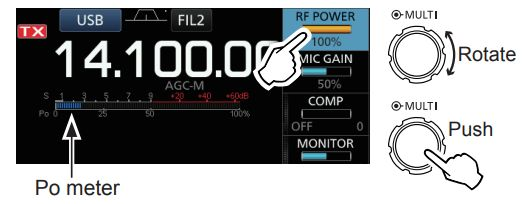 USB FIL2
TX
14.100.00
AGC-M
S 1 3 5 7 9 +20 +40 +60dB
Po 0 25 50 100%
RF POWER
100%
MIC GAIN
50%
COMP
OFF 0
MONITOR
MULTI
Rotate
MULTI
Push
Po meter